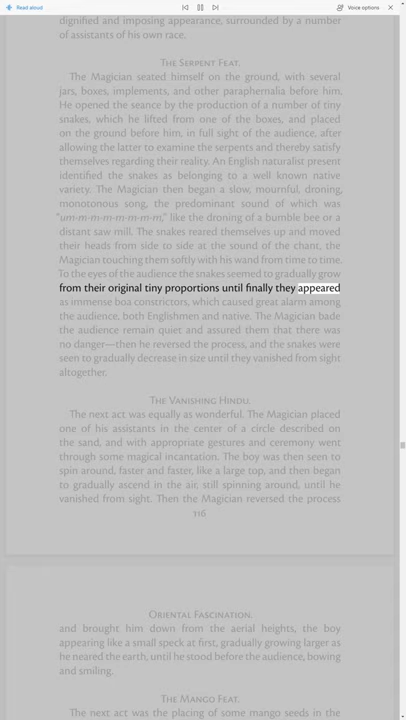 Read aloud
Voice options
dignified and imposing appearance, surrounded by a number
of assistants of his own race.
The Serpent Feat.
The Magician seated himself on the ground, with several
jars, boxes, implements, and other paraphernalia before him.
He opened the seance by the production of a number of tiny
snakes, which he lifted from one of the boxes, and placed
on the ground before him, in full sight of the audience, after
allowing the latter to examine the serpents and thereby satisfy
themselves regarding their reality. An English naturalist present
identified the snakes as belonging to a well known native
variety. The Magician then began a slow, mournful, droning,
monotonous song, the predominant sound of which was
"um-m-m-m-m-m-m," like the droning of a bumble bee or a
distant saw mill. The snakes reared themselves up and moved
their heads from side to side at the sound of the chant, the
Magician touching them softly with his wand from time to time.
To the eyes of the audience the snakes seemed to gradually grow
from their original tiny proportions until finally they appeared
as immense boa constrictors, which caused great alarm among
the audience, both Englishmen and native. The Magician bade
the audience remain quiet and assured them that there was
no danger—then he reversed the process, and the snakes were
seen to gradually decrease in size until they vanished from sight
altogether.
The Vanishing Hindu.
The next act was equally as wonderful. The Magician placed
one of his assistants in the center of a circle described on
the sand, and with appropriate gestures and ceremony went
through some magical incantation. The boy was then seen to
spin around, faster and faster, like a large top, and then began
to gradually ascend in the air, still spinning around, until he
vanished from sight. Then the Magician reversed the process
116
Oriental Fascination.
and brought him down from the aerial heights, the boy
appearing like a small speck at first, gradually growing larger as
he neared the earth, until he stood before the audience, bowing
and smiling.
The Mango Feat.
The next act was the placing of some mango seeds in the